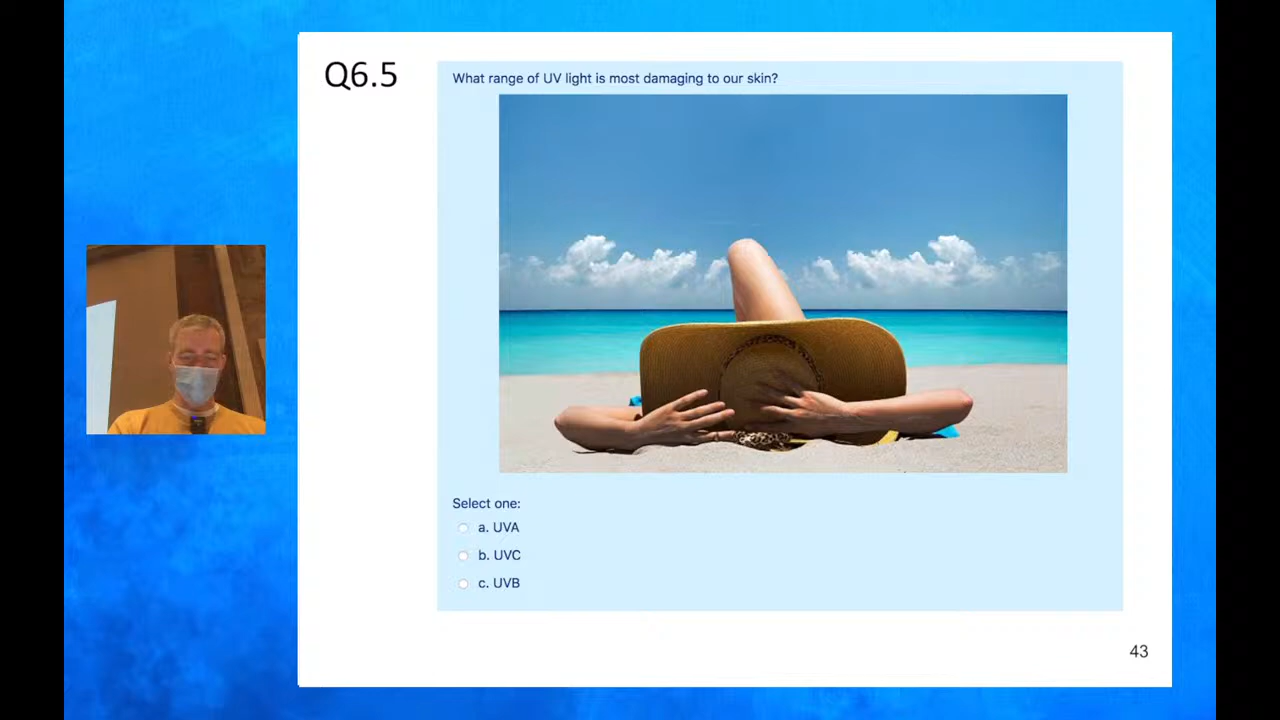 Q6.5
What range of UV light is most damaging to our skin?
Select one:
a. UVA
b. UVC
c. UVB
43